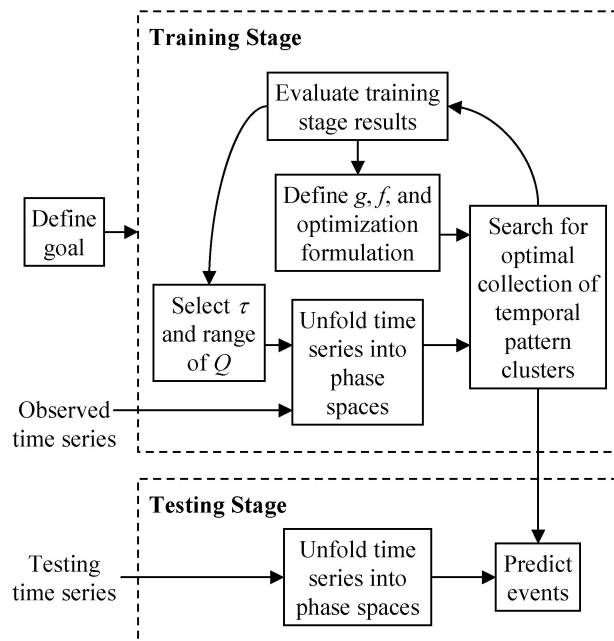 Training Stage
Evaluate training
stage results
Define g, f, and
optimization
formulation
Define
goal
Search for
optimal
collection of
temporal
pattern
clusters
Select τ
and range
of Q
Unfold time
series into
phase
spaces
Observed
time series
Testing Stage
Testing
time series
Unfold time
series into
phase spaces
Predict
events